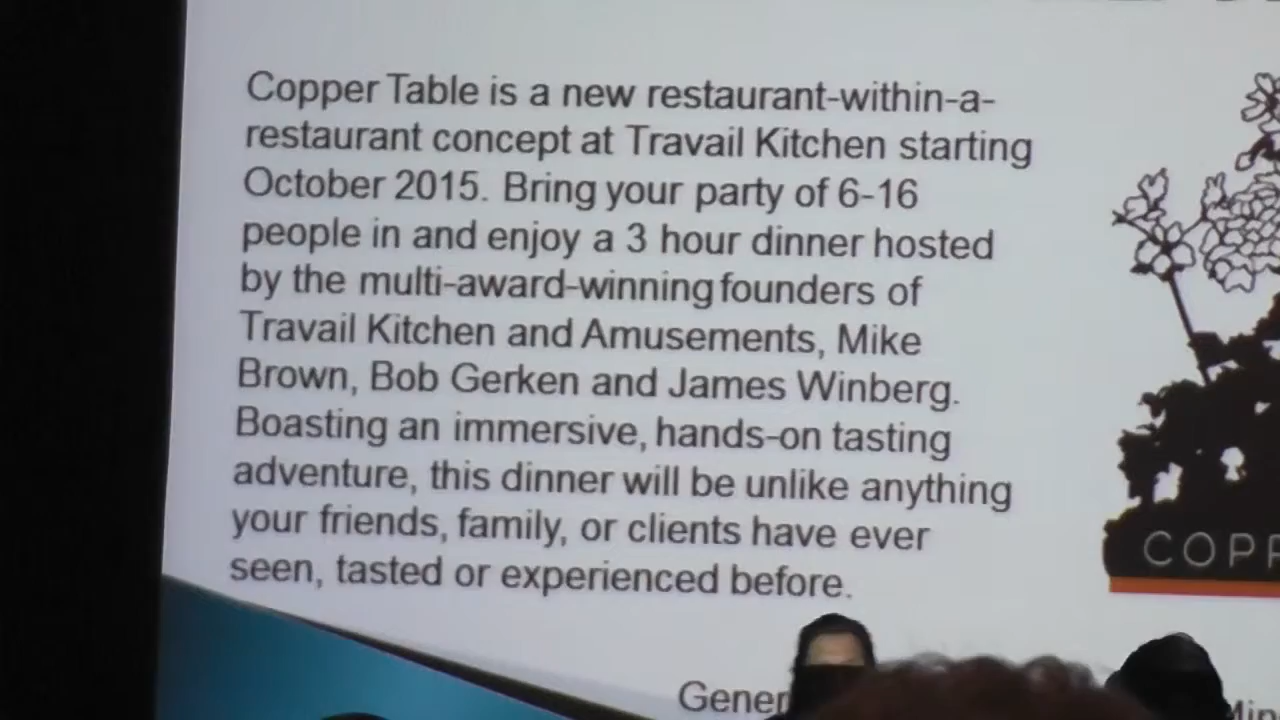 Copper Table is a new restaurant-within-a-
restaurant concept at Travail Kitchen starting
October 2015. Bring your party of 6-16
people in and enjoy a 3 hour dinner hosted
by the multi-award-winning founders of
Travail Kitchen and Amusements, Mike
Brown, Bob Gerken and James Winberg.
Boasting an immersive, hands-on tasting
adventure, this dinner will be unlike anything
your friends, family, or clients have ever
seen, tasted or experienced before.